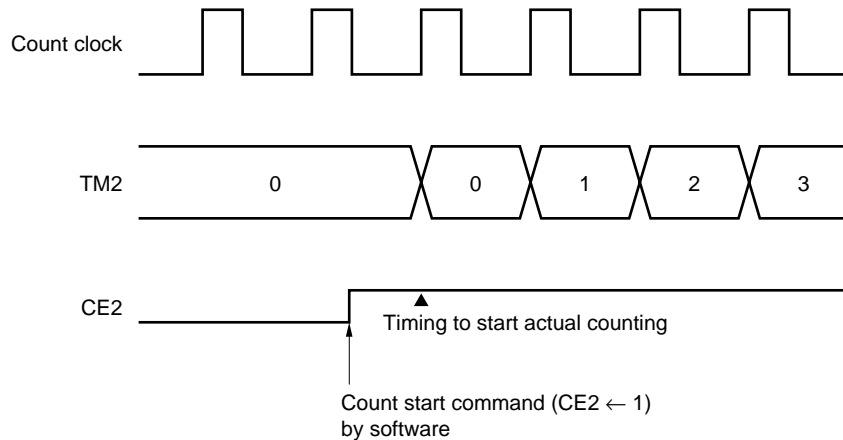 Count clock
TM2 0 0 1 2 3
CE2
Timing to start actual counting
Count start command (CE2 ← 1)
by software